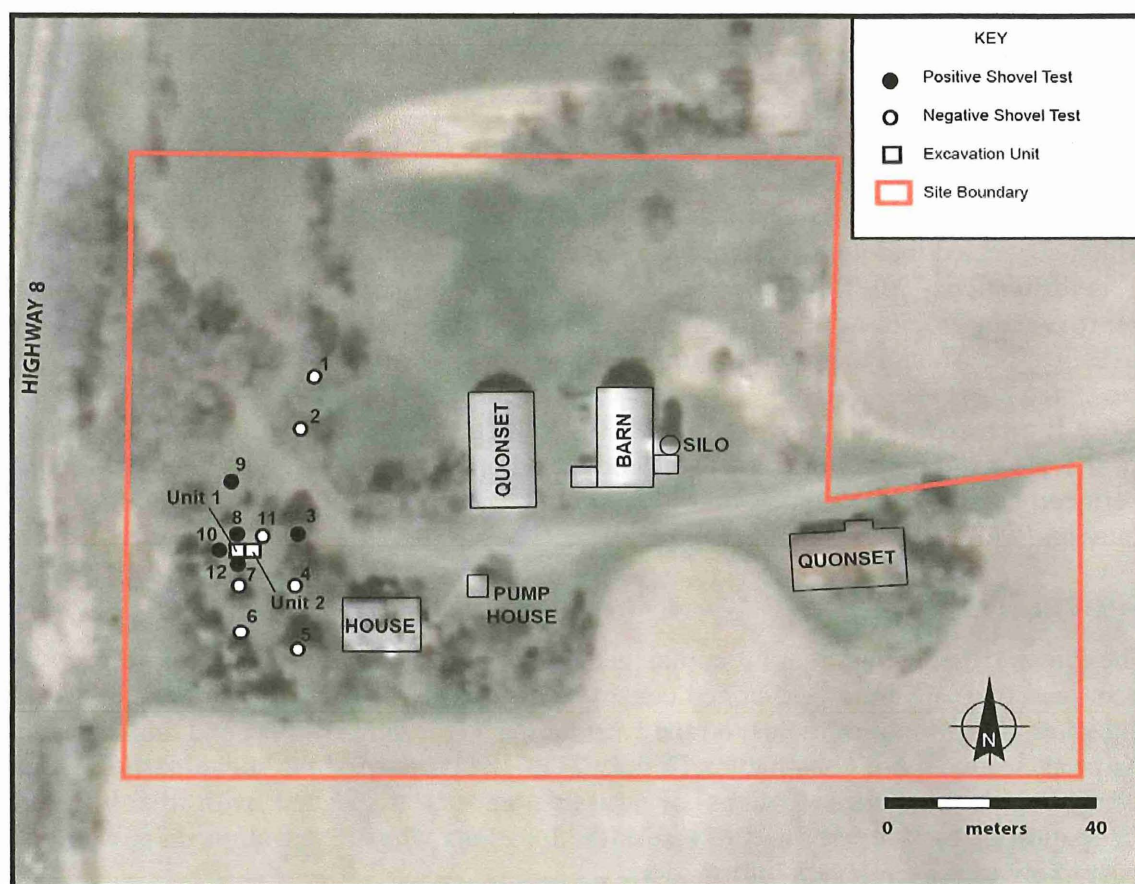 KEY
Positive Shovel Test
Negative Shovel Test
Excavation Unit
Site Boundary
HIGHWAY 8
1
2
9
Unit 1
8
11
3
10
12
7
Unit 2
4
6
5
QUONSET
BARN
SILO
HOUSE
PUMP
HOUSE
QUONSET
N
0 meters 40